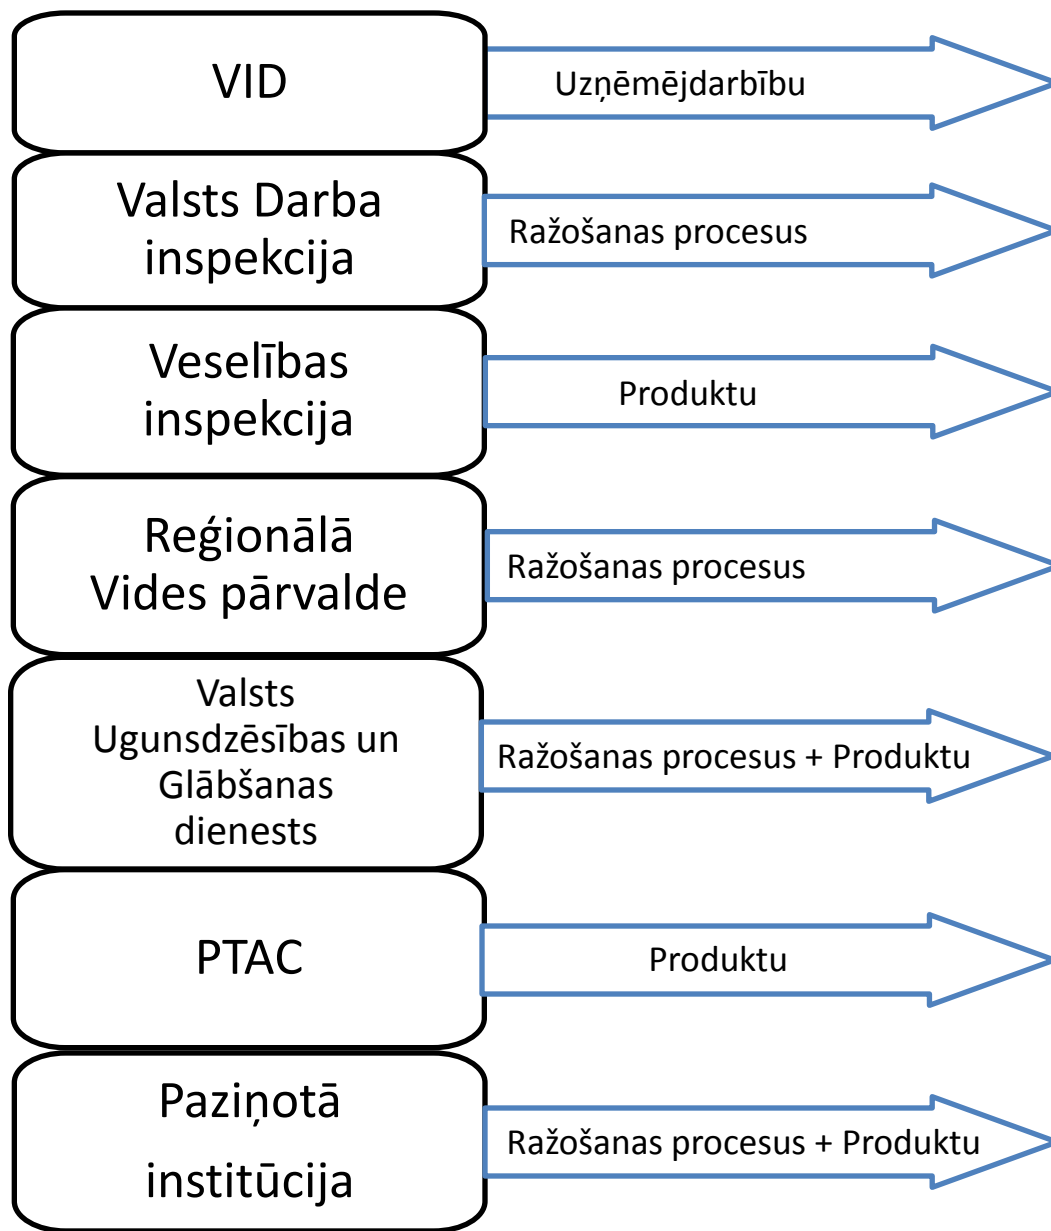 VID
Uzņēmējdarbību
Valsts Darba
inspekcija
Ražošanas procesus
Veselības
inspekcija
Produktu
Reģionālā
Vides pārvalde
Ražošanas procesus
Valsts
Ugunsdzēsības un
Glābšanas
dienests
Ražošanas procesus + Produktu
PTAC
Produktu
Paziņotā
institūcija
Ražošanas procesus + Produktu